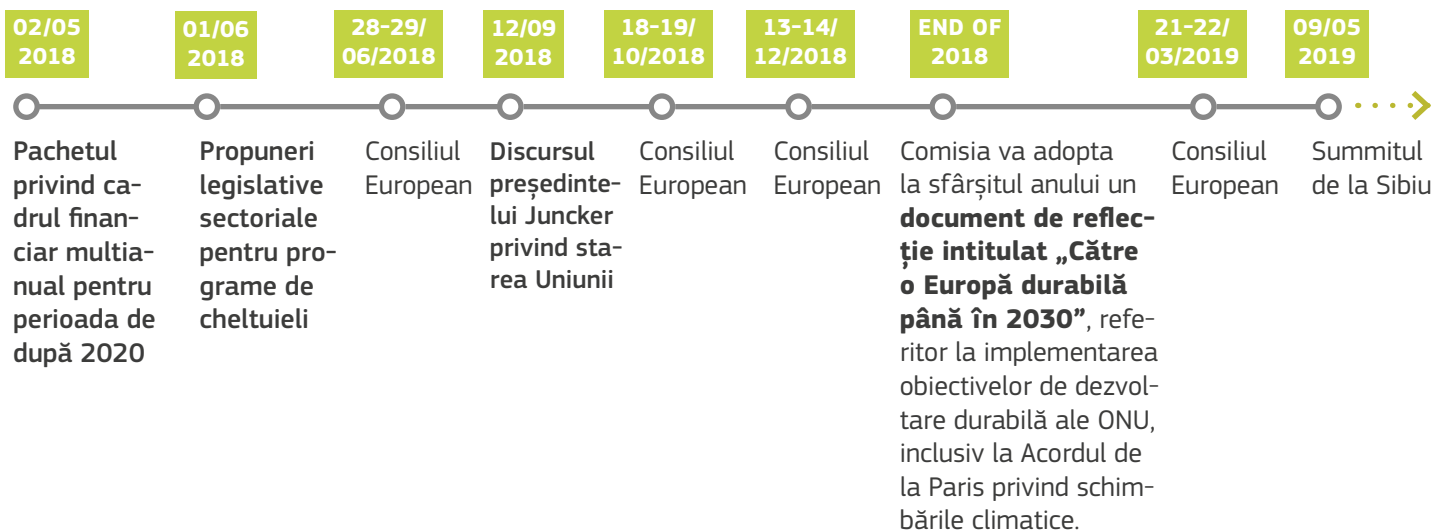 02/05
2018
01/06
2018
28-29/
06/2018
12/09
2018
18-19/
10/2018
13-14/
12/2018
END OF
2018
21-22/
03/2019
09/05
2019
Pachetul
privind ca-
drul finan-
ciar multia-
nual pentru
perioada de
după 2020
Propuneri
legislative
sectoriale
pentru pro-
grame de
cheltuieli
Consiliul
European
Discursul
președinte-
lui Juncker
privind sta-
rea Uniunii
Consiliul
European
Consiliul
European
Comisia va adopta
la sfârșitul anului un
document de reflec-
ție intitulat „Către
o Europă durabilă
până în 2030”, refe-
ritor la implementarea
obiectivelor de dezvol-
tare durabilă ale ONU,
inclusiv la Acordul de
la Paris privind schim-
bările climatice.
Consiliul
European
Summitul
de la Sibiu